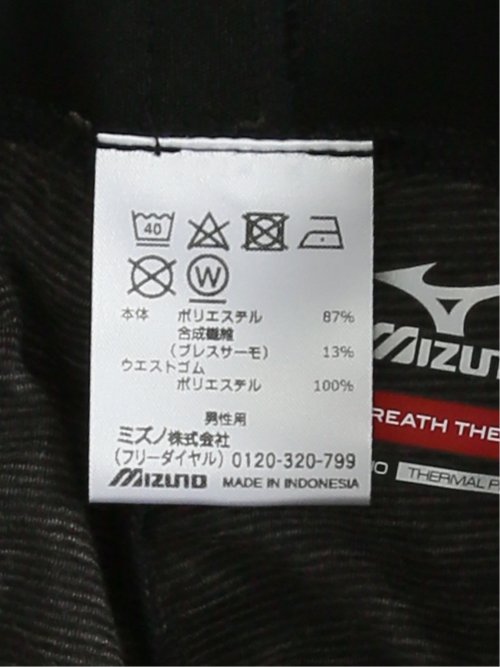 40
W
本体 ポリエステル 87%
合成繊維
(ブレスサーモ) 13%
ウエストゴム
ポリエステル 100%
男性用
ミズノ株式会社
(フリーダイヤル) 0120-320-799
MIZUNO MADE IN INDONESIA
MIZU
REATH THE
NO THERMAL